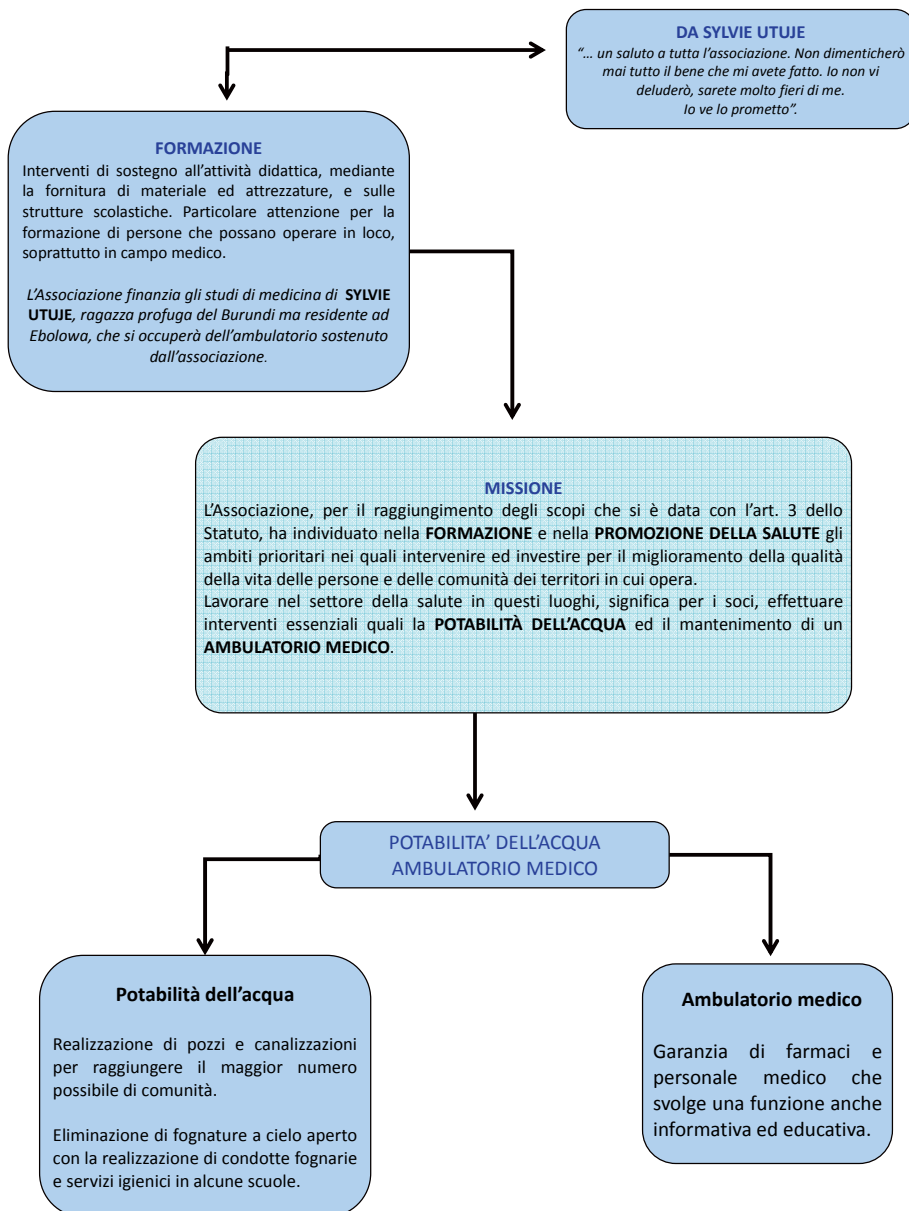 DA SYLVIE UTUJE
“… un saluto a tutta l’associazione. Non dimenticherò
mai tutto il bene che mi avete fatto. Io non vi
deluderò, sarete molto fieri di me.
Io ve lo prometto”.
FORMAZIONE
Interventi di sostegno all’attività didattica, mediante
la fornitura di materiale ed attrezzature, e sulle
strutture scolastiche. Particolare attenzione per la
formazione di persone che possano operare in loco,
soprattutto in campo medico.
L’Associazione finanzia gli studi di medicina di SYLVIE
UTUJE, ragazza profuga del Burundi ma residente ad
Ebolowa, che si occuperà dell’ambulatorio sostenuto
dall’associazione.
MISSIONE
L’Associazione, per il raggiungimento degli scopi che si è data con l’art. 3 dello
Statuto, ha individuato nella FORMAZIONE e nella PROMOZIONE DELLA SALUTE gli
ambiti prioritari nei quali intervenire ed investire per il miglioramento della qualità
della vita delle persone e delle comunità dei territori in cui opera.
Lavorare nel settore della salute in questi luoghi, significa per i soci, effettuare
interventi essenziali quali la POTABILITÀ DELL’ACQUA ed il mantenimento di un
AMBULATORIO MEDICO.
POTABILITA’ DELL’ACQUA
AMBULATORIO MEDICO
Potabilità dell’acqua
Realizzazione di pozzi e canalizzazioni
per raggiungere il maggior numero
possibile di comunità.
Eliminazione di fognature a cielo aperto
con la realizzazione di condotte fognarie
e servizi igienici in alcune scuole.
Ambulatorio medico
Garanzia di farmaci e
personale medico che
svolge una funzione anche
informativa ed educativa.